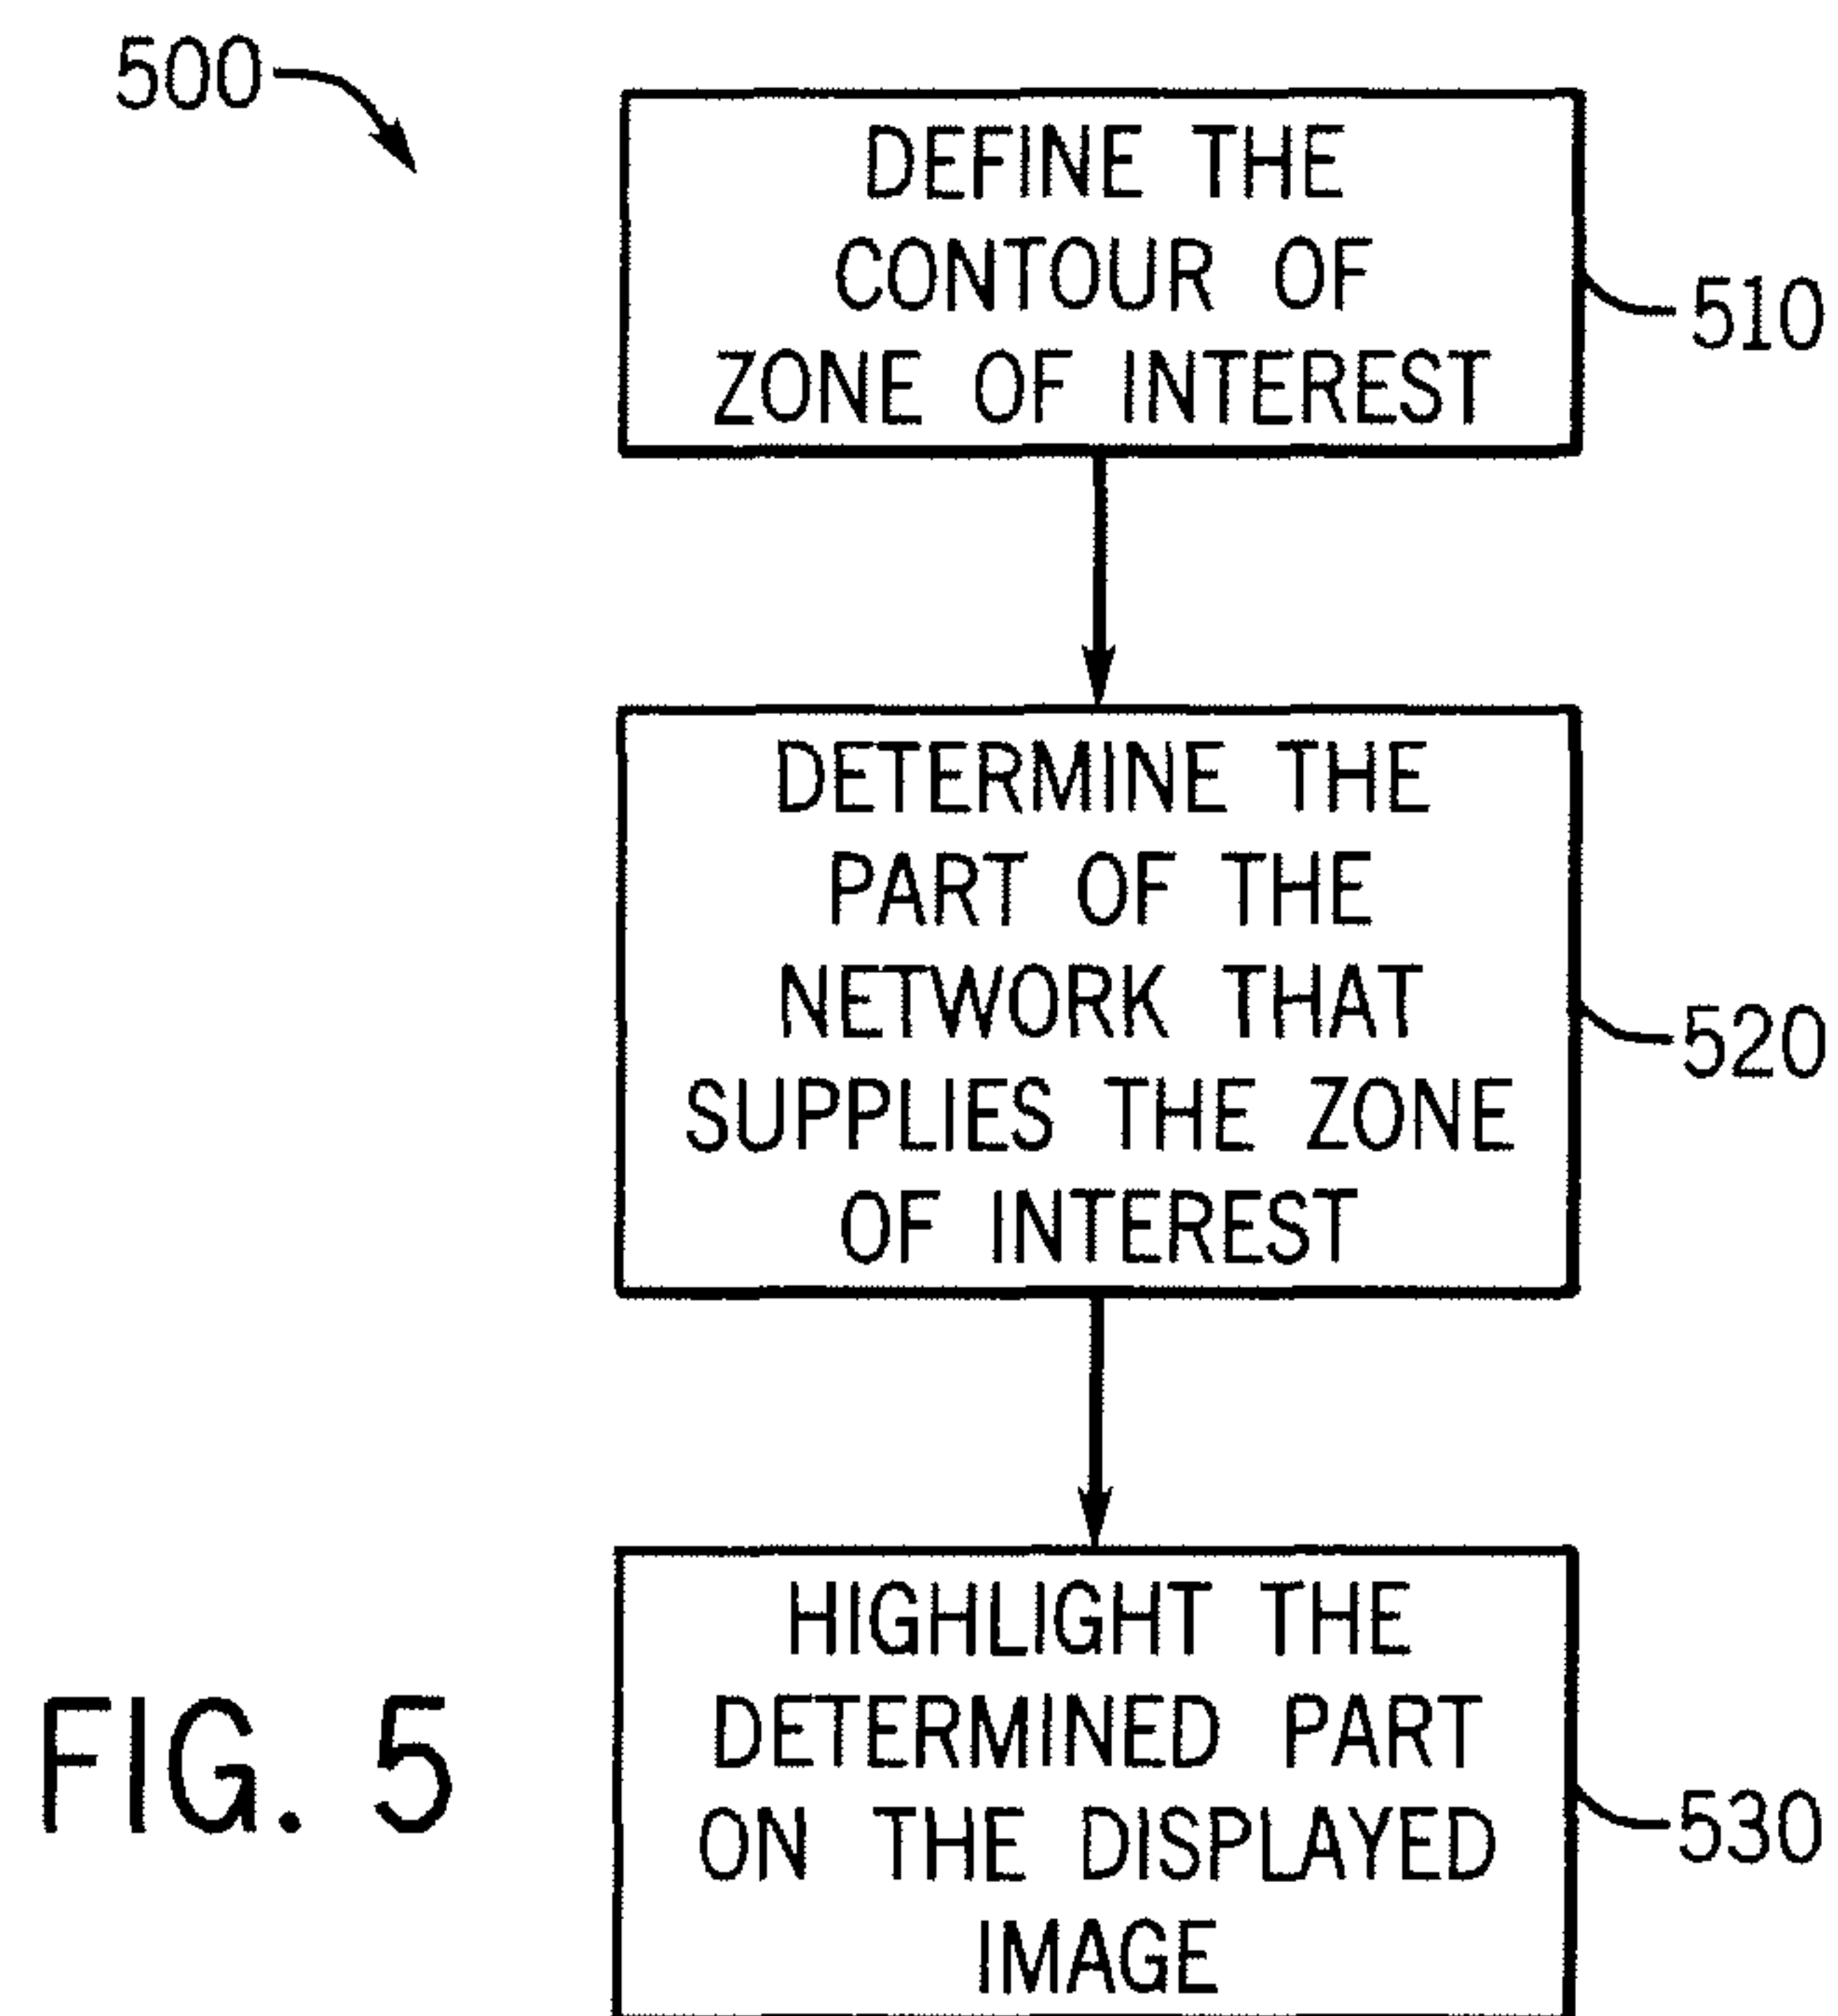 500
DEFINE THE
CONTOUR OF
ZONE OF INTEREST
510
DETERMINE THE
PART OF THE
NETWORK THAT
SUPPLIES THE ZONE
OF INTEREST
520
HIGHLIGHT THE
DETERMINED PART
ON THE DISPLAYED
IMAGE
530
FIG. 5